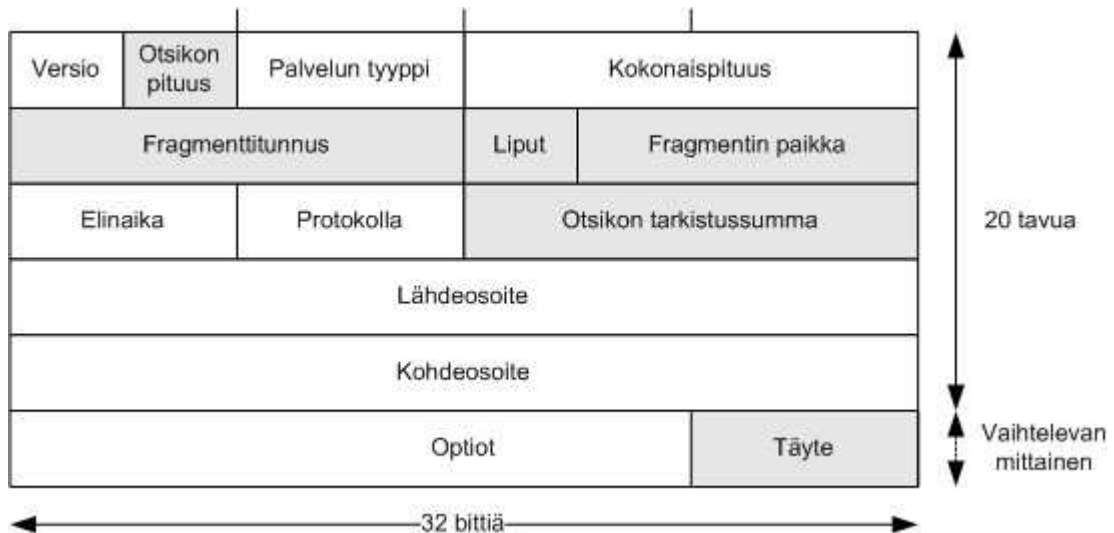 Versio
Otsikon
pituus
Palvelun tyyppi
Kokonaispituus
Fragmenttitunnus
Liput
Fragmentin paikka
Elinaika
Protokolla
Otsikon tarkistussumma
20 tavua
Lähdeosoite
Kohdeosoite
Optiot
Täyte
Vaihtelevan
mittainen
32 bittiä